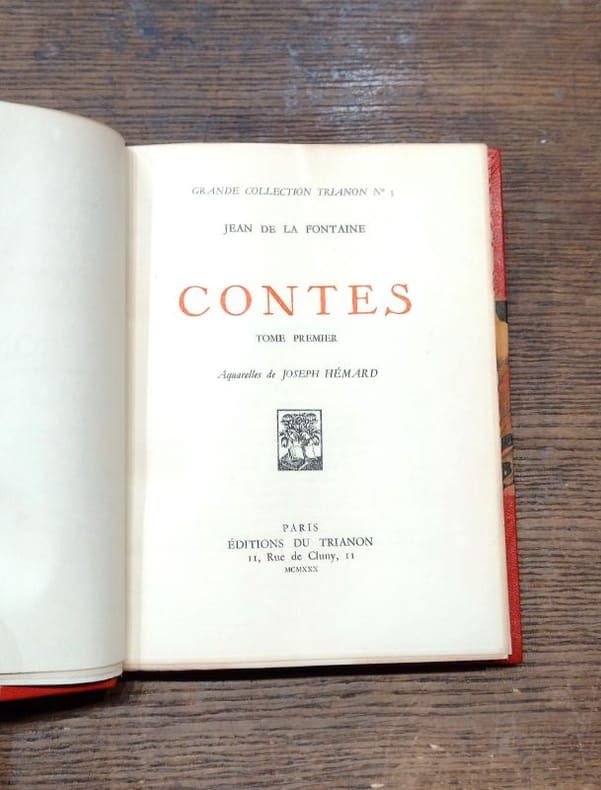 GRANDE COLLECTION TRIANON Nº 3
JEAN DE LA FONTAINE
CONTES
TOME PREMIER
Aquarelles de JOSEPH HÉMARD
PARIS
ÉDITIONS DU TRIANON
11, Rue de Cluny, 11
MCMXXX